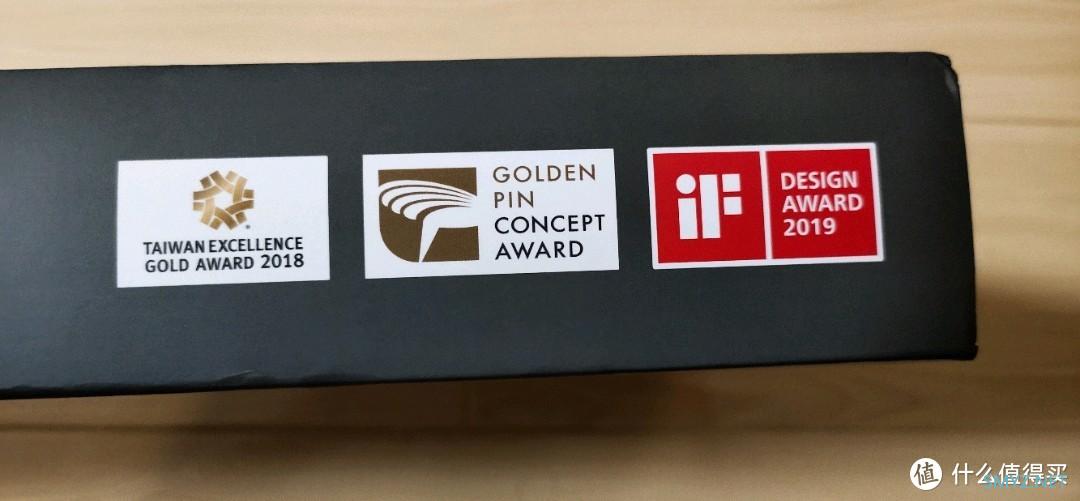 TAIWAN EXCELLENCE
GOLD AWARD 2018
GOLDEN
PIN
CONCEPT
AWARD
iF
DESIGN
AWARD
2019
值 什么值得买